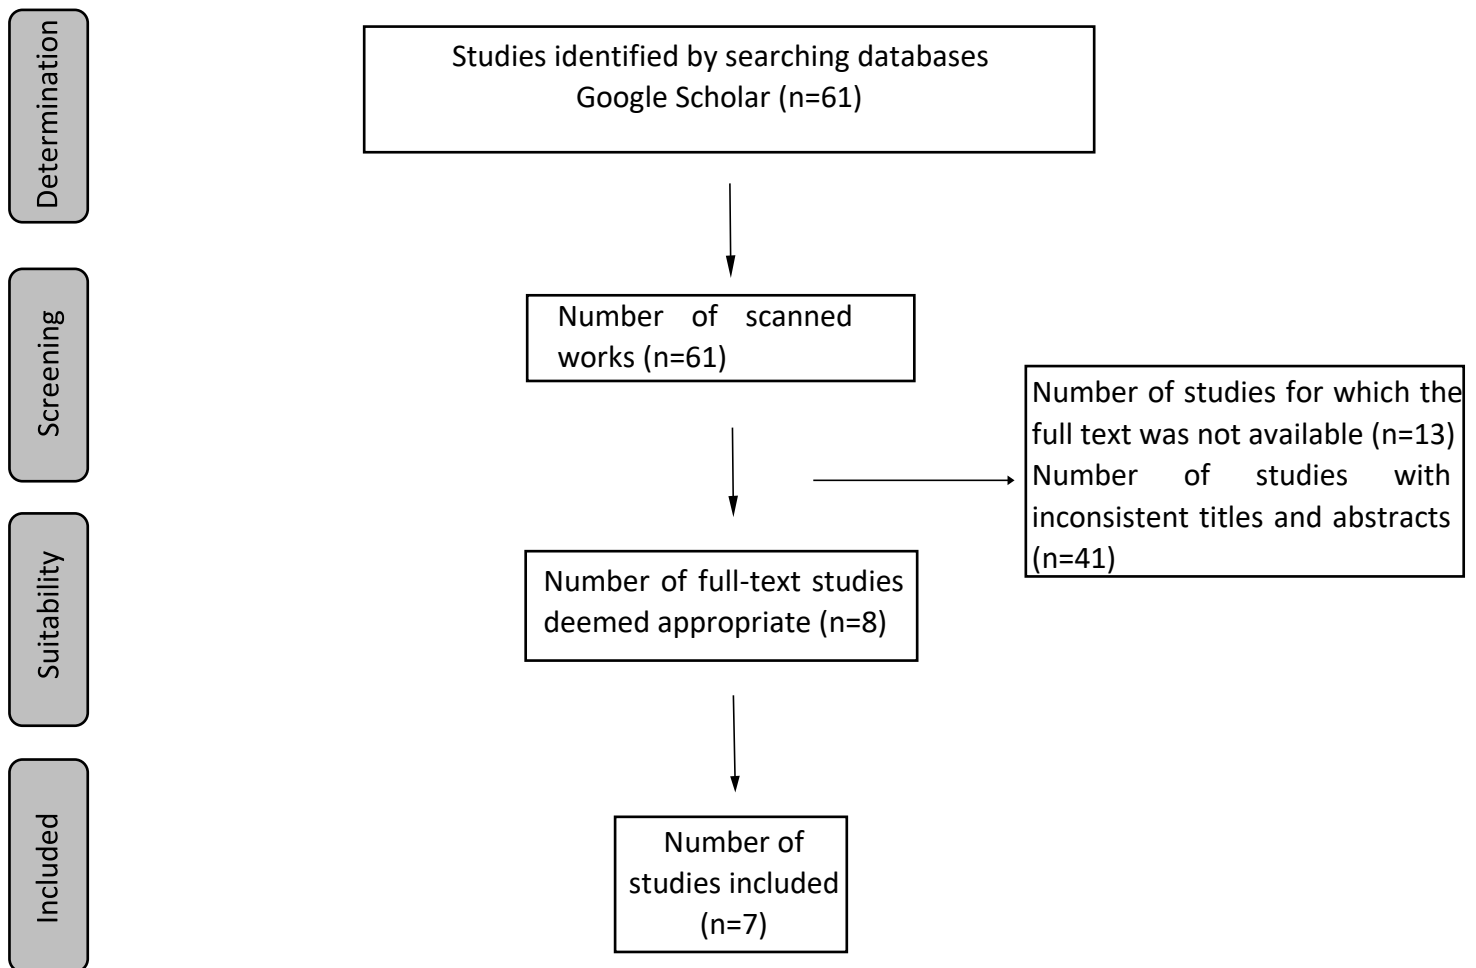 Determination
Studies identified by searching databases
Google Scholar (n=61)
Screening
Number of scanned
works (n=61)
Number of studies for which the
full text was not available (n=13)
Number of studies with
inconsistent titles and abstracts
(n=41)
Suitability
Number of full-text studies
deemed appropriate (n=8)
Included
Number of
studies included
(n=7)